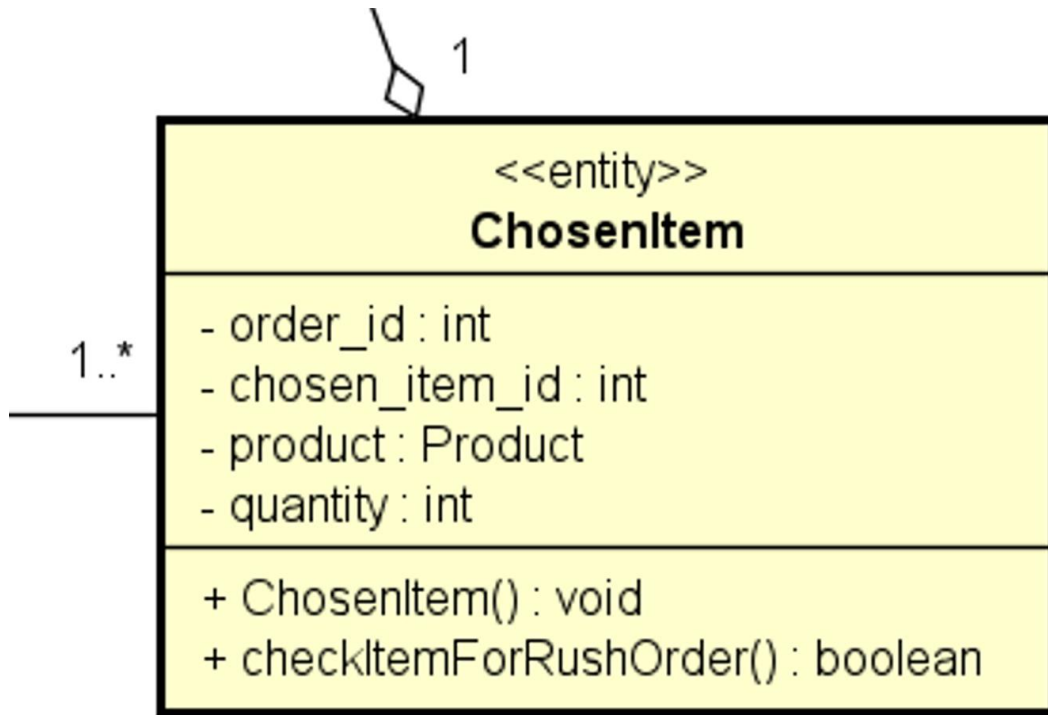 1
<<entity>>
ChosenItem
- order_id : int
1..*
- chosen_item_id : int
- product : Product
- quantity : int
+ ChosenItem() : void
+ checkItemForRushOrder() : boolean